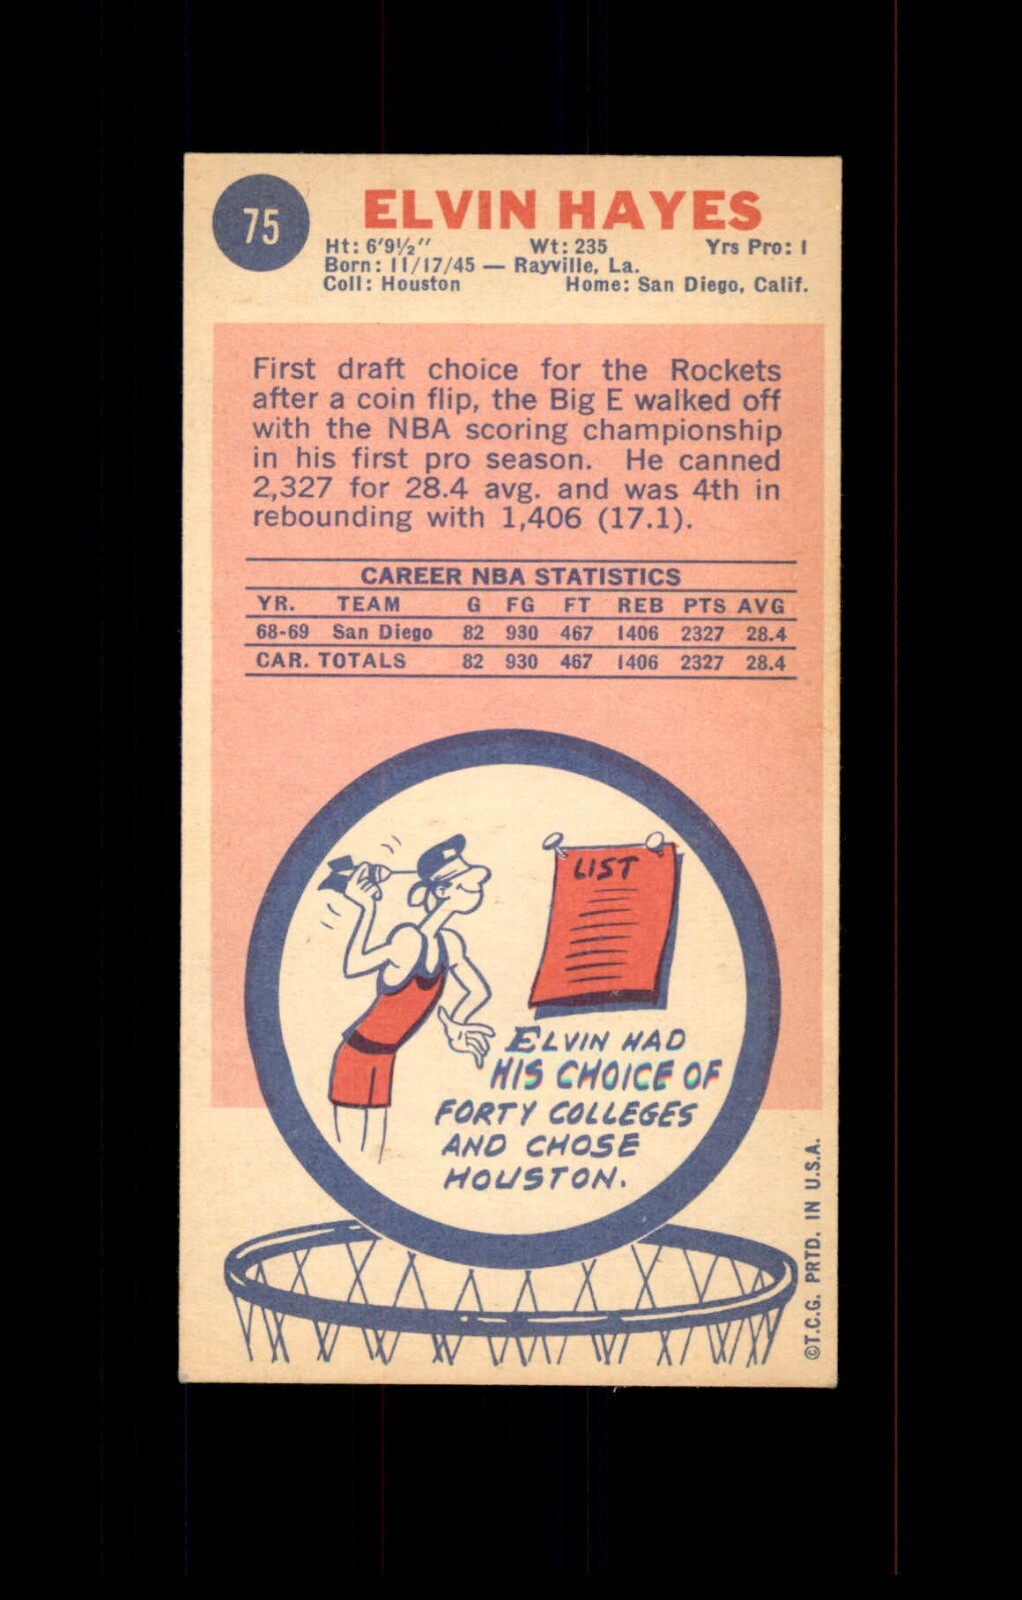 75
ELVIN HAYES
Ht: 6'9½" Wt: 235 Yrs Pro: 1
Born: 11/17/45 — Rayville, La.
Coll: Houston Home: San Diego, Calif.
First draft choice for the Rockets
after a coin flip, the Big E walked off
with the NBA scoring championship
in his first pro season. He canned
2,327 for 28.4 avg. and was 4th in
rebounding with 1,406 (17.1).
CAREER NBA STATISTICS
YR. TEAM G FG FT REB PTS AVG
68-69 San Diego 82 930 467 1406 2327 28.4
CAR. TOTALS 82 930 467 1406 2327 28.4
LIST
ELVIN HAD
HIS CHOICE OF
FORTY COLLEGES
AND CHOSE
HOUSTON.
©T.C.G. PRTD. IN U.S.A.